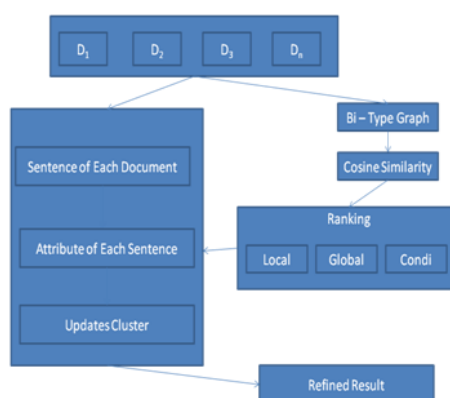 D1 D2 D3 Dn
Bi – Type Graph
Sentence of Each Document
Cosine Similarity
Ranking
Attribute of Each Sentence
Local Global Condi
Updates Cluster
Refined Result